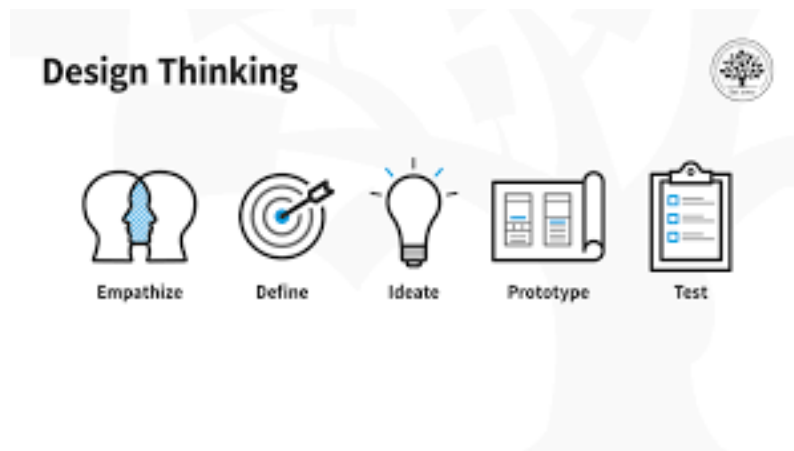 Design Thinking
Empathize
Define
Ideate
Prototype
Test